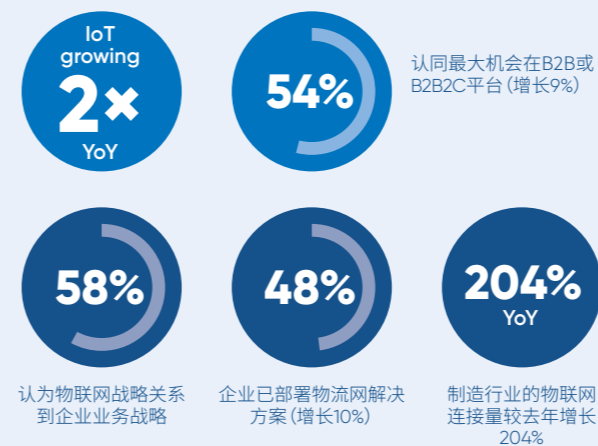 IoT
growing
2×
YoY
54%
认同最大机会在B2B或
B2B2C平台(增长9%)
58%
48%
204%
YoY
认为物联网战略关系
到企业业务战略
企业已部署物流网解决
方案(增长10%)
制造行业的物联网
连接量较去年增长
204%